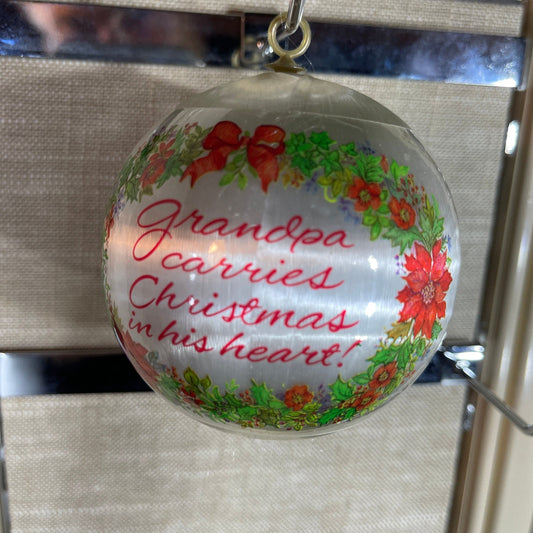 Grandpa
carries
Christmas
in his heart!